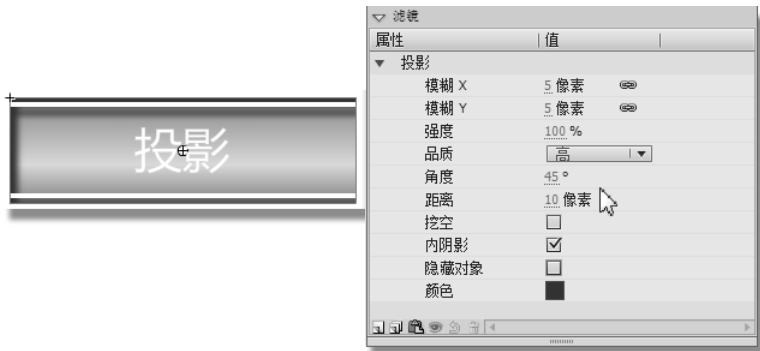 投影
滤镜
属性 值
投影
模糊 X 5 像素
模糊 Y 5 像素
强度 100 %
品质 高
角度 45 °
距离 10 像素
挖空
内阴影
隐藏对象
颜色